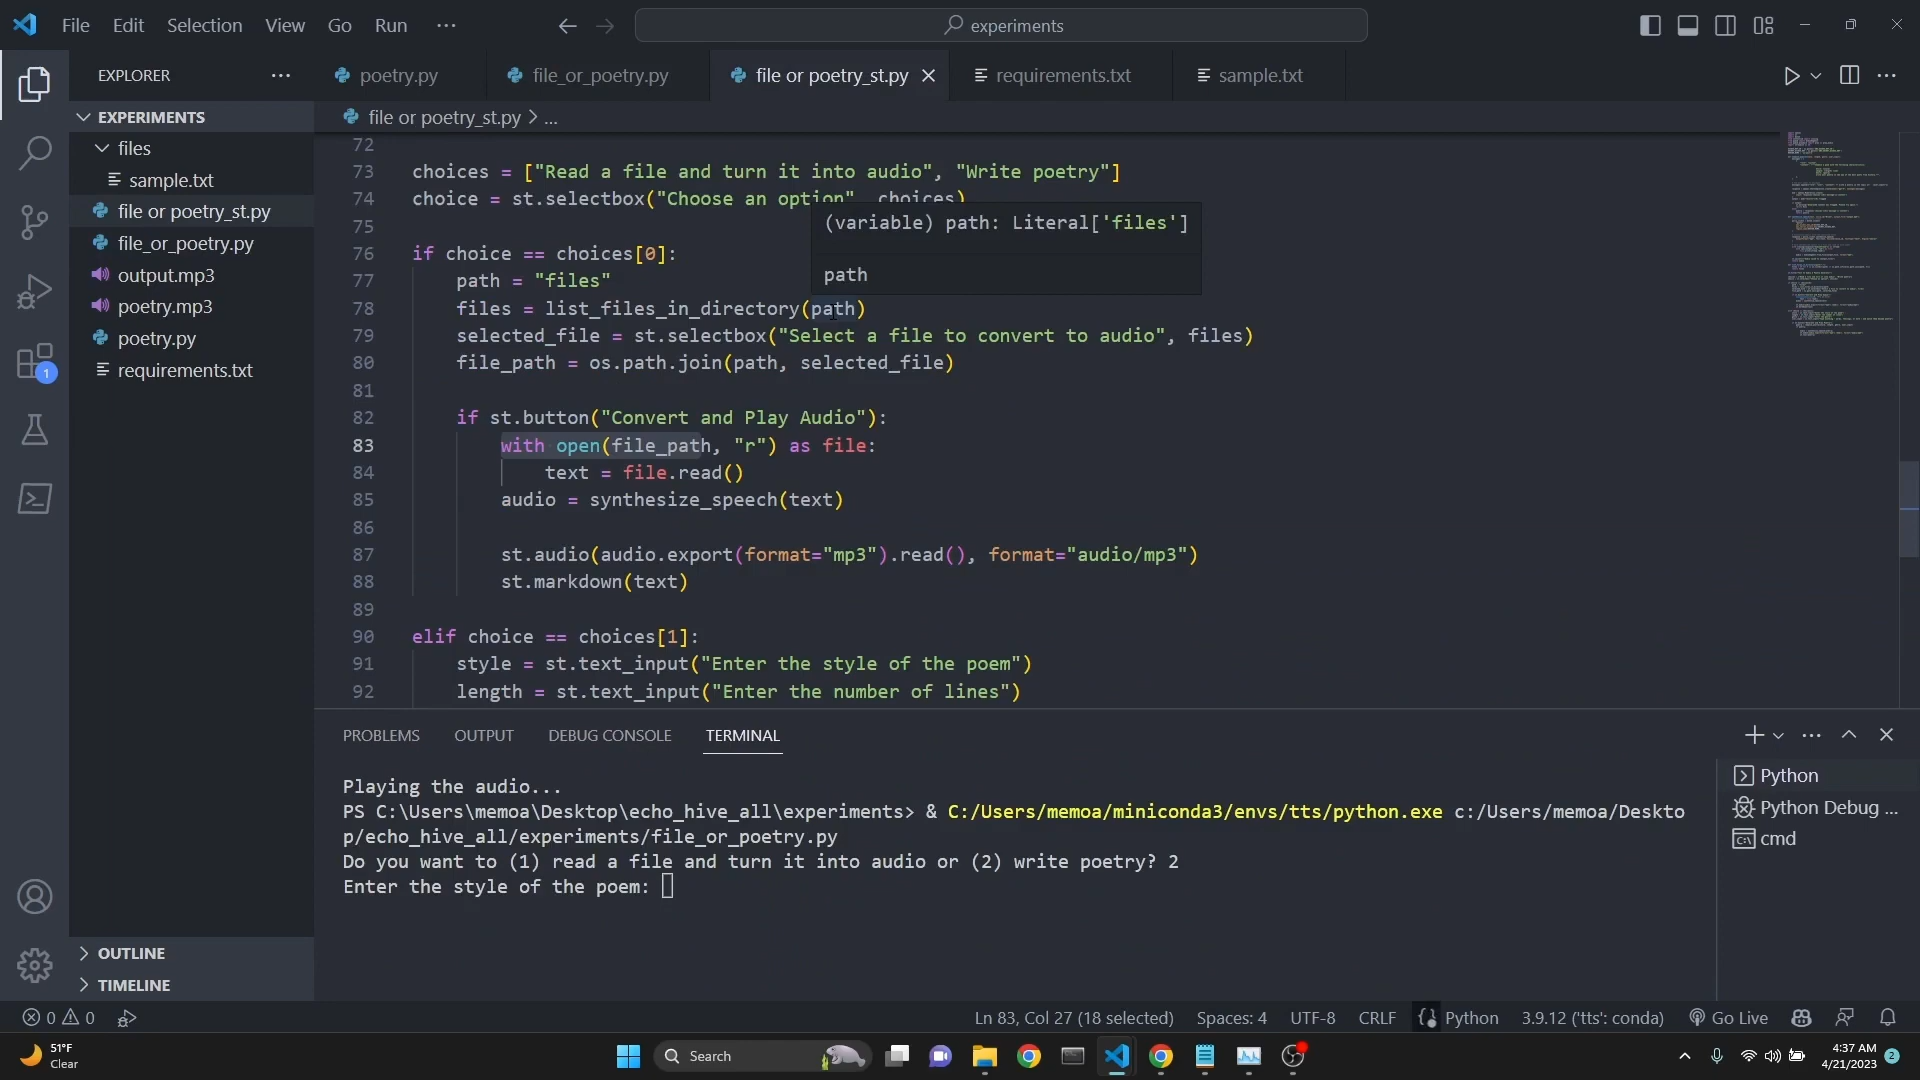 File Edit Selection View Go Run ···
experiments
EXPLORER ···
poetry.py
file_or_poetry.py
file or poetry_st.py
requirements.txt
sample.txt
EXPERIMENTS
files
sample.txt
file or poetry_st.py
file_or_poetry.py
output.mp3
poetry.mp3
poetry.py
requirements.txt
1
OUTLINE
TIMELINE
file or poetry_st.py > ...
72
73 choices = ["Read a file and turn it into audio", "Write poetry"]
74 choice = st.selectbox("Choose an option", choices)
75
(variable) path: Literal['files']
path
76 if choice == choices[0]:
77 path = "files"
78 files = list_files_in_directory(path)
79 selected_file = st.selectbox("Select a file to convert to audio", files)
80 file_path = os.path.join(path, selected_file)
81
82 if st.button("Convert and Play Audio"):
83 with open(file_path, "r") as file:
84 text = file.read()
85 audio = synthesize_speech(text)
86
87 st.audio(audio.export(format="mp3").read(), format="audio/mp3")
88 st.markdown(text)
89
90 elif choice == choices[1]:
91 style = st.text_input("Enter the style of the poem")
92 length = st.text_input("Enter the number of lines")
PROBLEMS OUTPUT DEBUG CONSOLE TERMINAL
Playing the audio...
PS C:\Users\memoa\Desktop\echo_hive_all\experiments> & C:/Users/memoa/miniconda3/envs/tts/python.exe c:/Users/memoa/Deskto
p/echo_hive_all/experiments/file_or_poetry.py
Do you want to (1) read a file and turn it into audio or (2) write poetry? 2
Enter the style of the poem:
Python
Python Debug ...
cmd
0 0
Ln 83, Col 27 (18 selected) Spaces: 4 UTF-8 CRLF Python 3.9.12 ('tts': conda) Go Live
51°F
Clear
Search
4:37 AM
4/21/2023
2